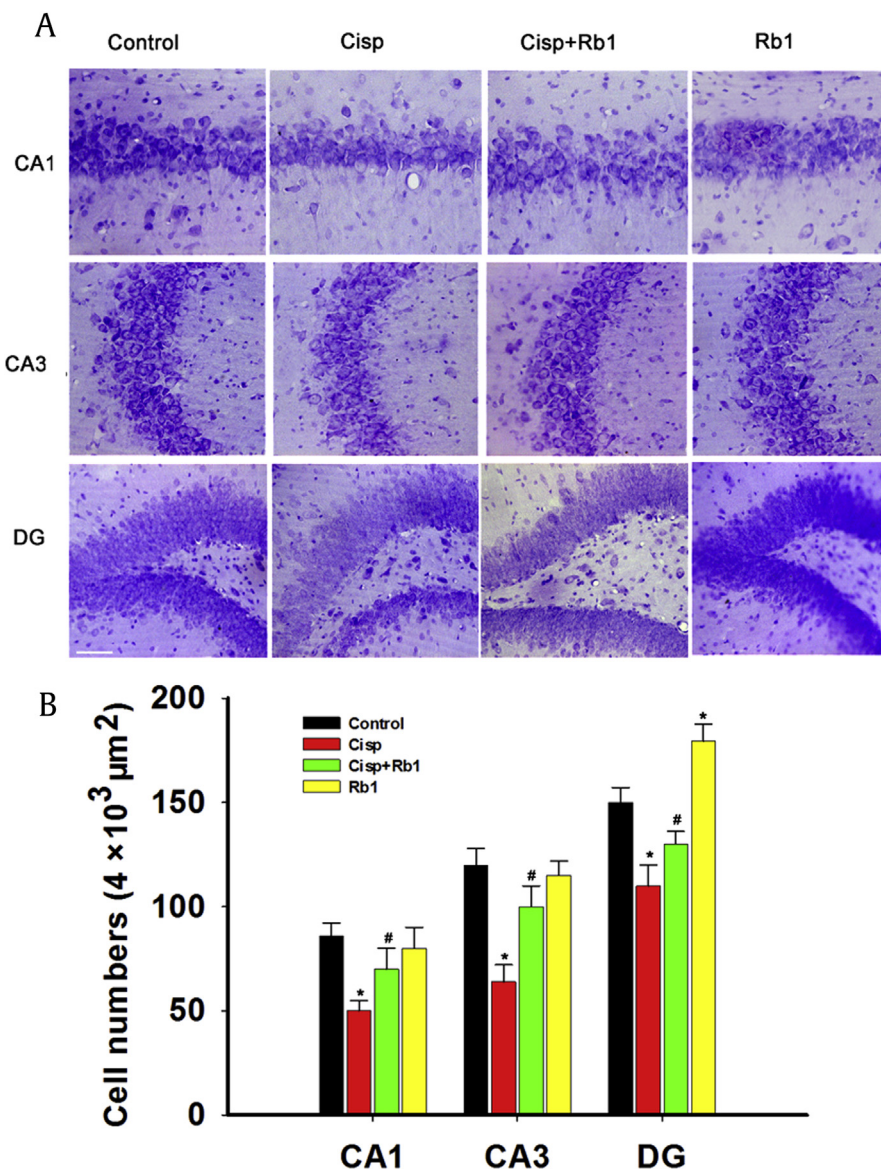 A
Control Cisp Cisp+Rb1 Rb1
CA1
CA3
DG
B
Cell numbers (4 ×10³ µm²)
200
150
100
50
0
Control
Cisp
Cisp+Rb1
Rb1
* # 
* #
* # *
CA1 CA3 DG